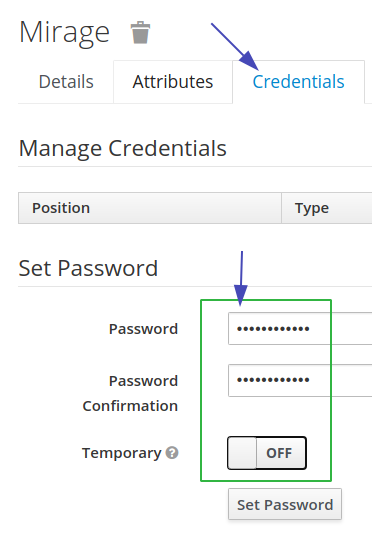 Mirage
Details Attributes Credentials
Manage Credentials
Position Type
Set Password
Password ••••••••••••
Password Confirmation ••••••••••••
Temporary OFF
Set Password